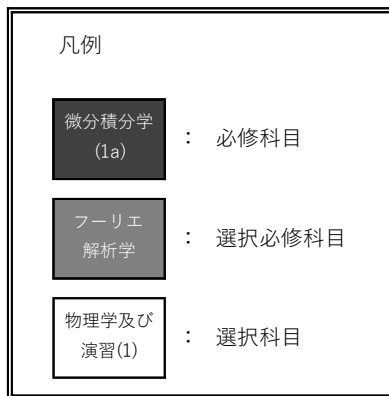 凡例
微分積分学
(1a)
： 必修科目
フーリエ
解析学
： 選択必修科目
物理学及び
演習(1)
： 選択科目